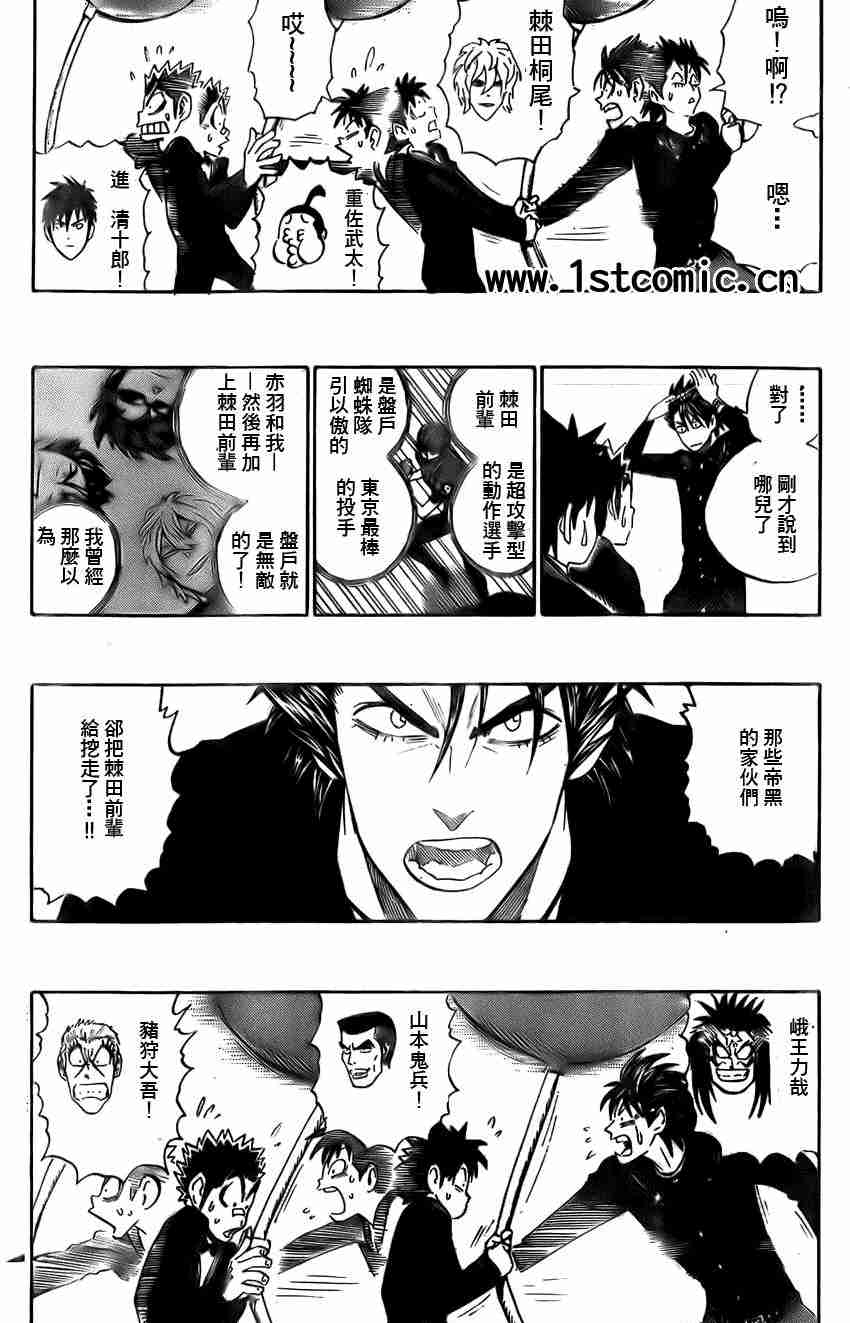 嗚！啊!?
嗯…
棘田桐尾！
哎～
重佐武太！
進 清十郎！
www.1stcomic.cn
……
對了
剛才說到
哪兒了
棘田
前輩
是超攻擊型
的動作選手
是盤戶
蜘蛛隊
引以傲的
東京最棒
的投手
赤羽和我—
—然後再加
上棘田前輩
盤戶就
是無敵
的了！
我曾經
那麼以
為
那些帝黑
的家伙們
卻把棘田前輩
給挖走了…!!
峨王力哉
山本鬼兵！
豬狩大吾！